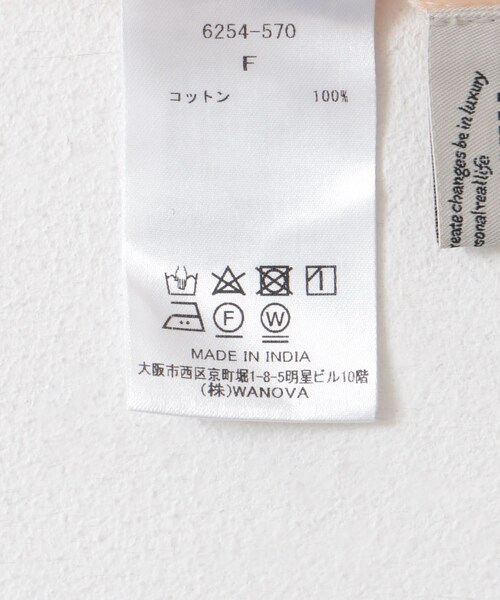 6254-570
F
コットン 100%
F W
MADE IN INDIA
大阪市西区京町堀1-8-5明星ビル10階
(株)WANOVA
create changes be in luxury
sonal real life!